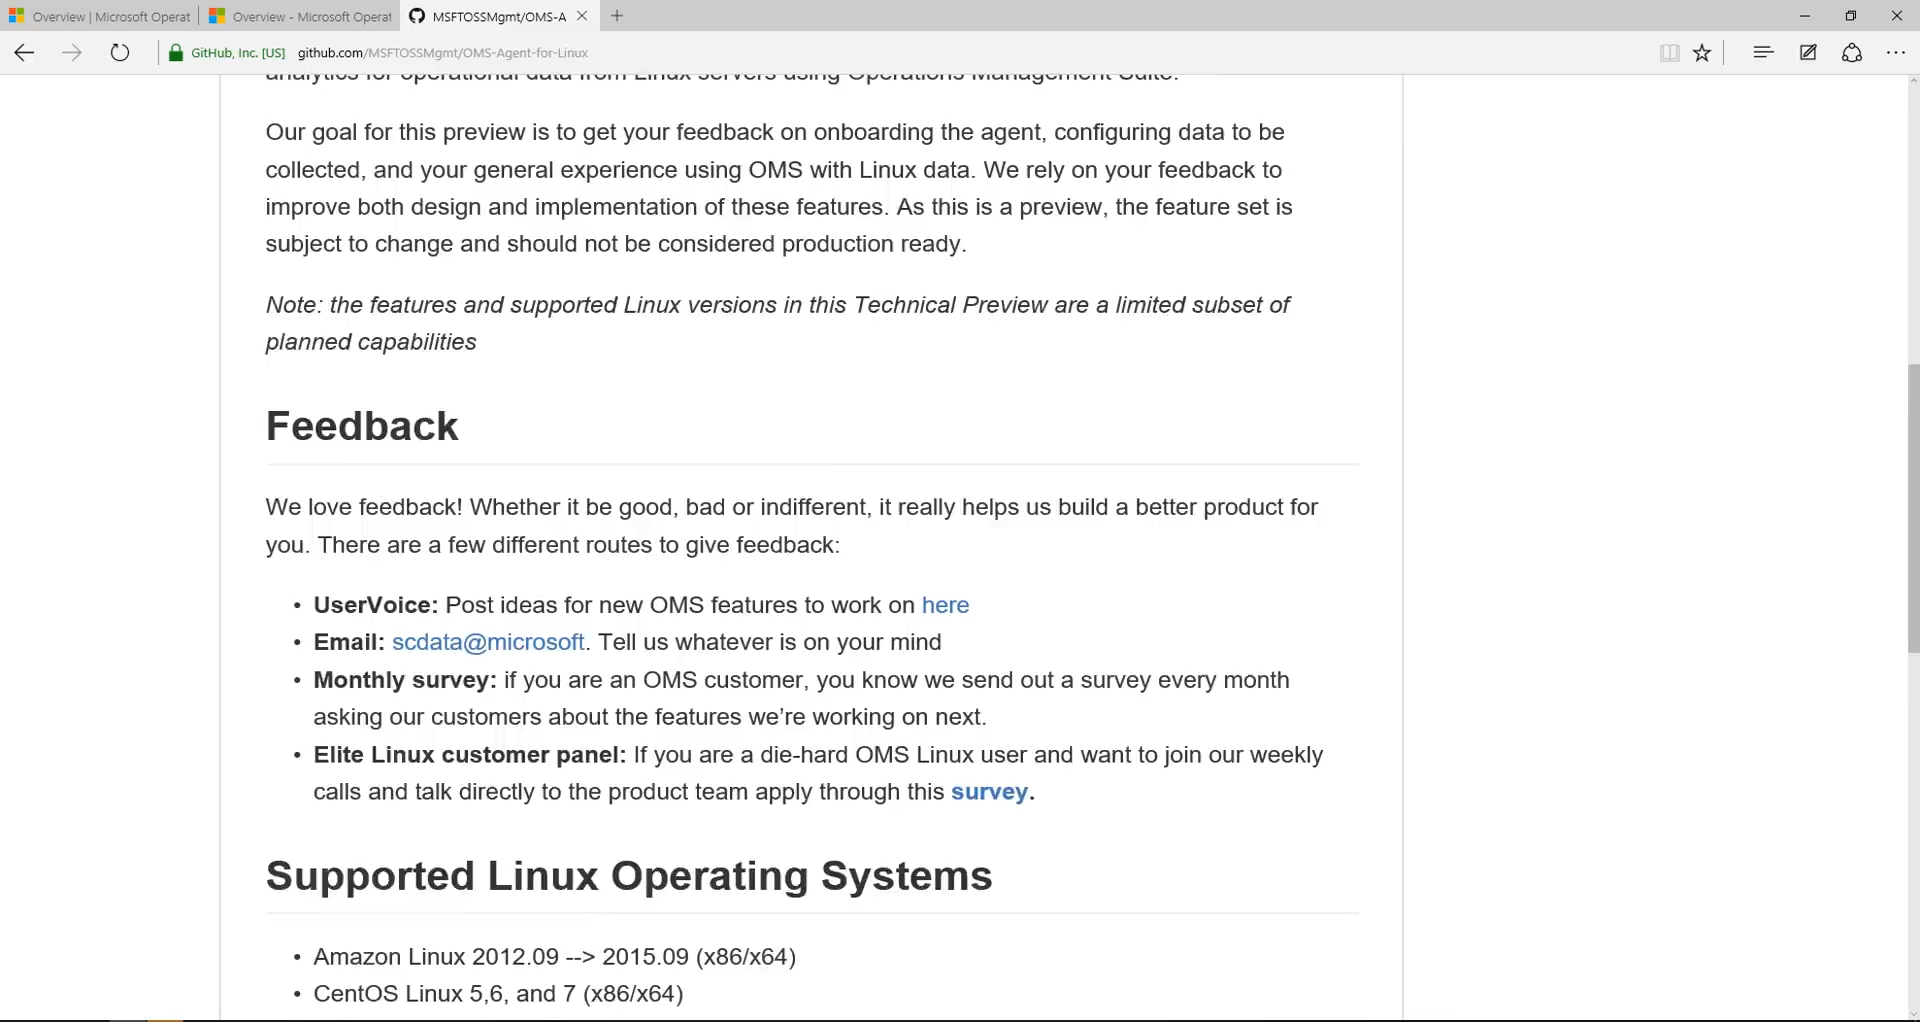 Overview | Microsoft Operat
Overview - Microsoft Operat
MSFTOSSMgmt/OMS-A
GitHub, Inc. [US] github.com/MSFTOSSMgmt/OMS-Agent-for-Linux
analytics for operational data from Linux servers using Operations Management Suite.
Our goal for this preview is to get your feedback on onboarding the agent, configuring data to be
collected, and your general experience using OMS with Linux data. We rely on your feedback to
improve both design and implementation of these features. As this is a preview, the feature set is
subject to change and should not be considered production ready.
Note: the features and supported Linux versions in this Technical Preview are a limited subset of
planned capabilities
Feedback
We love feedback! Whether it be good, bad or indifferent, it really helps us build a better product for
you. There are a few different routes to give feedback:
• UserVoice: Post ideas for new OMS features to work on here
• Email: scdata@microsoft. Tell us whatever is on your mind
• Monthly survey: if you are an OMS customer, you know we send out a survey every month
asking our customers about the features we’re working on next.
• Elite Linux customer panel: If you are a die-hard OMS Linux user and want to join our weekly
calls and talk directly to the product team apply through this survey.
Supported Linux Operating Systems
• Amazon Linux 2012.09 --> 2015.09 (x86/x64)
• CentOS Linux 5,6, and 7 (x86/x64)